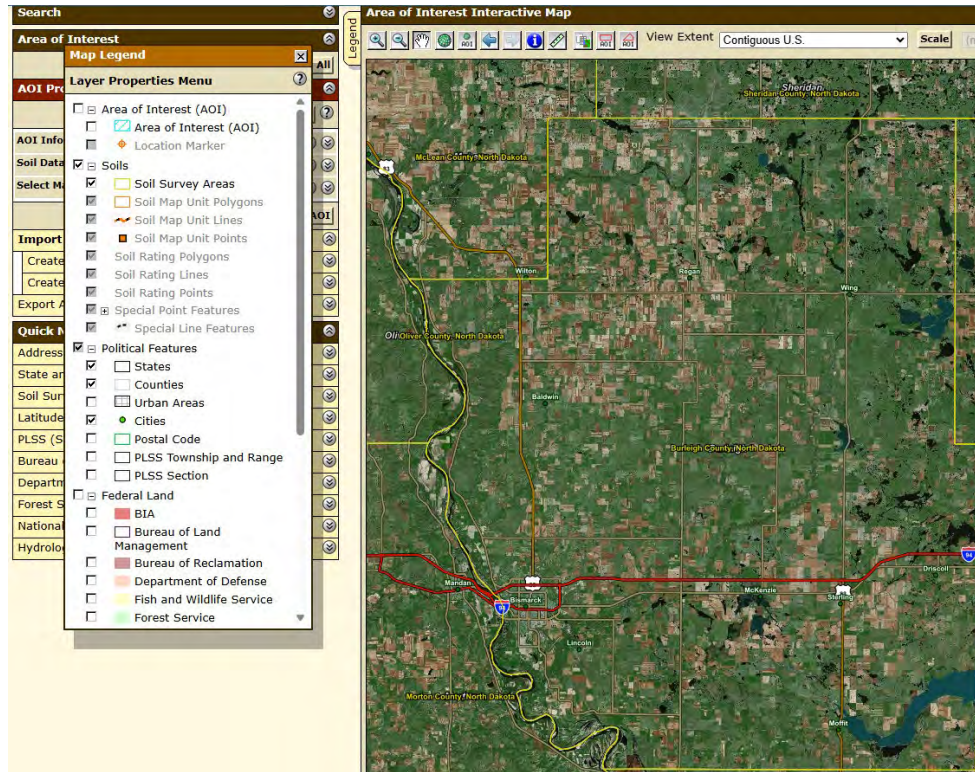 Search
Area of Interest
Map Legend
All
Layer Properties Menu
?
AOI Pro
?
AOI Info
Soil Data
Select Ma
AOI
Import
Create
Create
Export A
Quick N
Address
State an
Soil Sur
Latitude
PLSS (S
Bureau
Departm
Forest S
National
Hydrolo
Area of Interest (AOI)
Area of Interest (AOI)
Location Marker
Soils
Soil Survey Areas
Soil Map Unit Polygons
Soil Map Unit Lines
Soil Map Unit Points
Soil Rating Polygons
Soil Rating Lines
Soil Rating Points
Special Point Features
Special Line Features
Political Features
States
Counties
Urban Areas
Cities
Postal Code
PLSS Township and Range
PLSS Section
Federal Land
BIA
Bureau of Land
Management
Bureau of Reclamation
Department of Defense
Fish and Wildlife Service
Forest Service
Legend
Area of Interest Interactive Map
AOI
AOI
AOI
View Extent
Contiguous U.S.
Scale
Sheridan
Sheridan County, North Dakota
McLean County, North Dakota
83
Wilton
Regan
Wing
Oli
Oliver County, North Dakota
Baldwin
Burleigh County, North Dakota
94
Driscoll
Mandan
McKenzie
Sterling
Bismarck
Lincoln
Morton County, North Dakota
Moffit